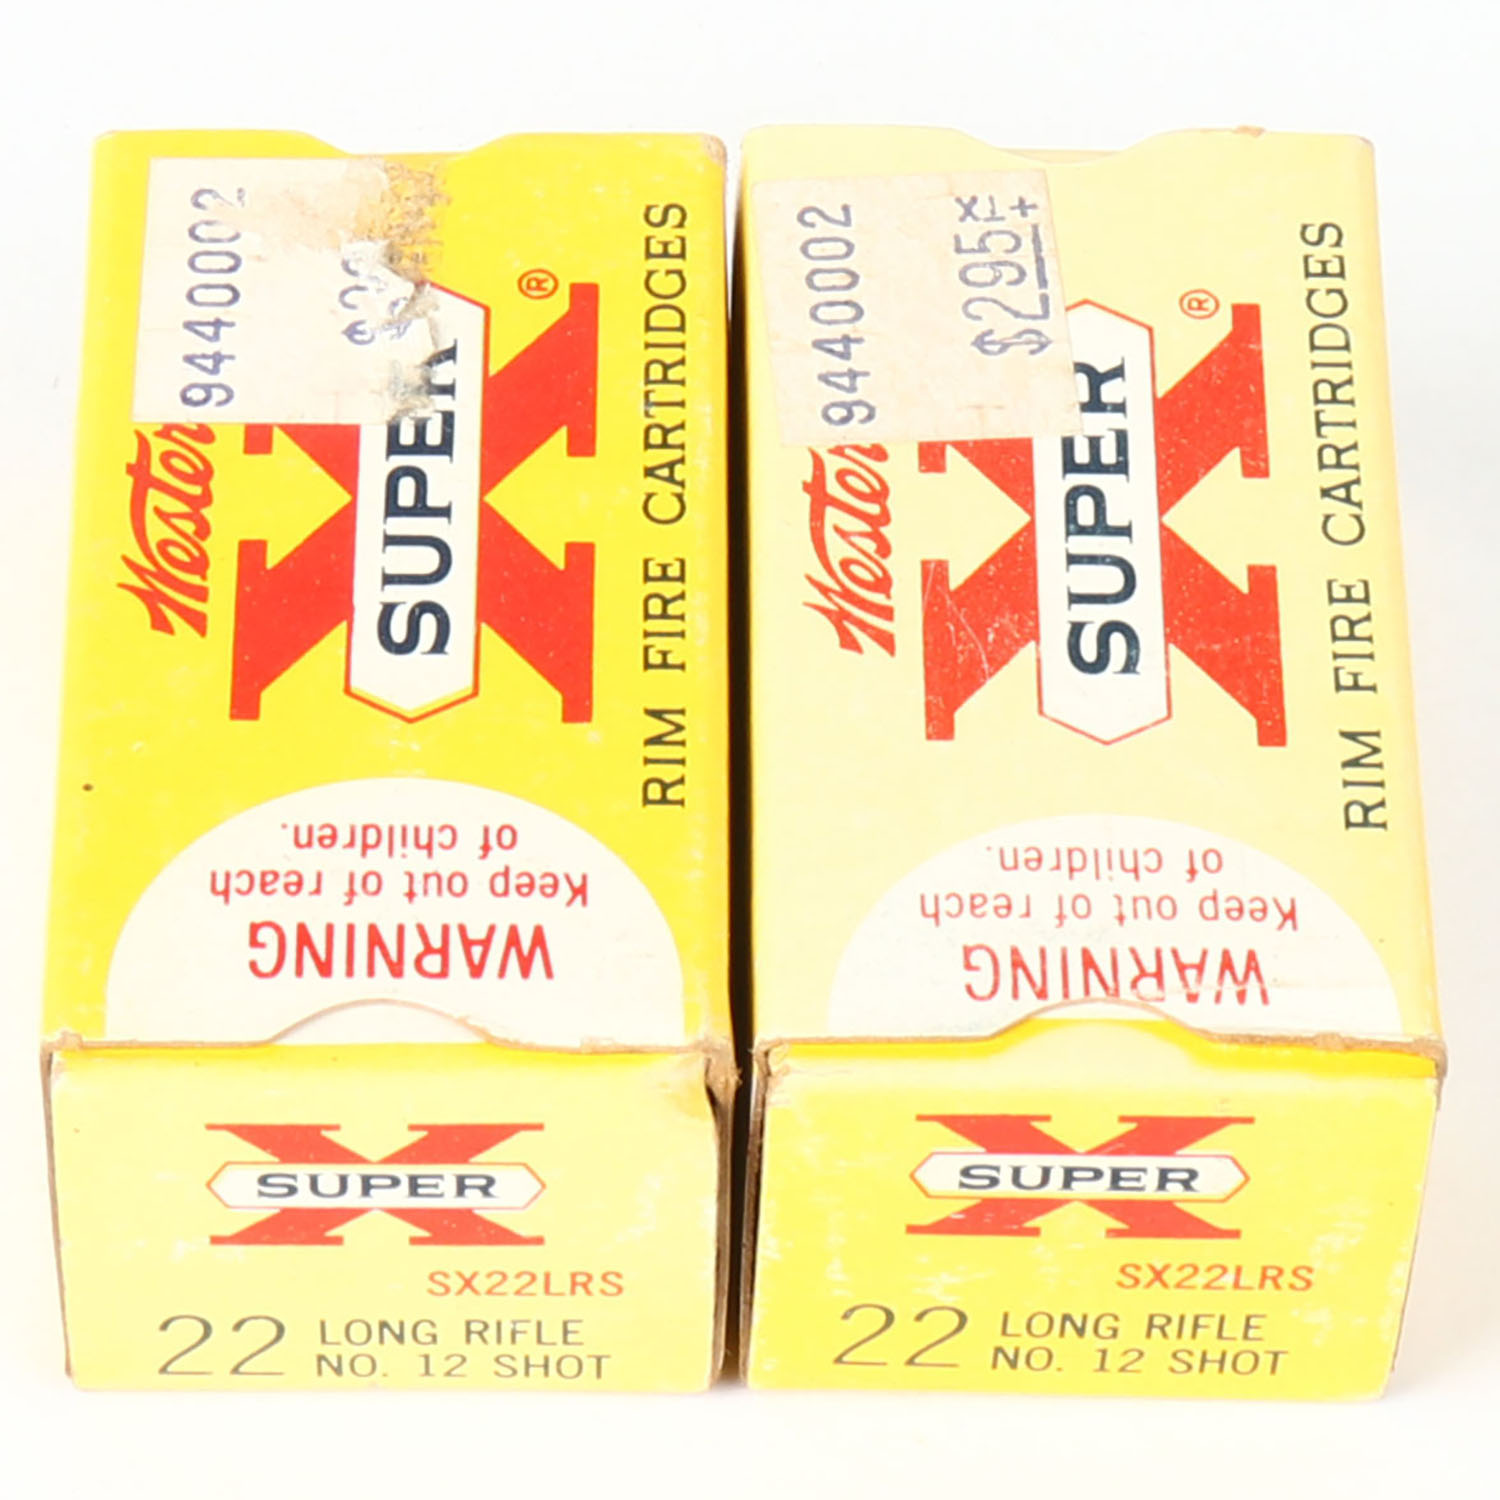 9440002
Wester
SUPER
X
®
RIM FIRE CARTRIDGES
WARNING
Keep out of reach
of children.
X
SUPER
SX22LRS
22 LONG RIFLE
NO. 12 SHOT
9440002
$295
Wester
SUPER
X
®
RIM FIRE CARTRIDGES
WARNING
Keep out of reach
of children.
X
SUPER
SX22LRS
22 LONG RIFLE
NO. 12 SHOT